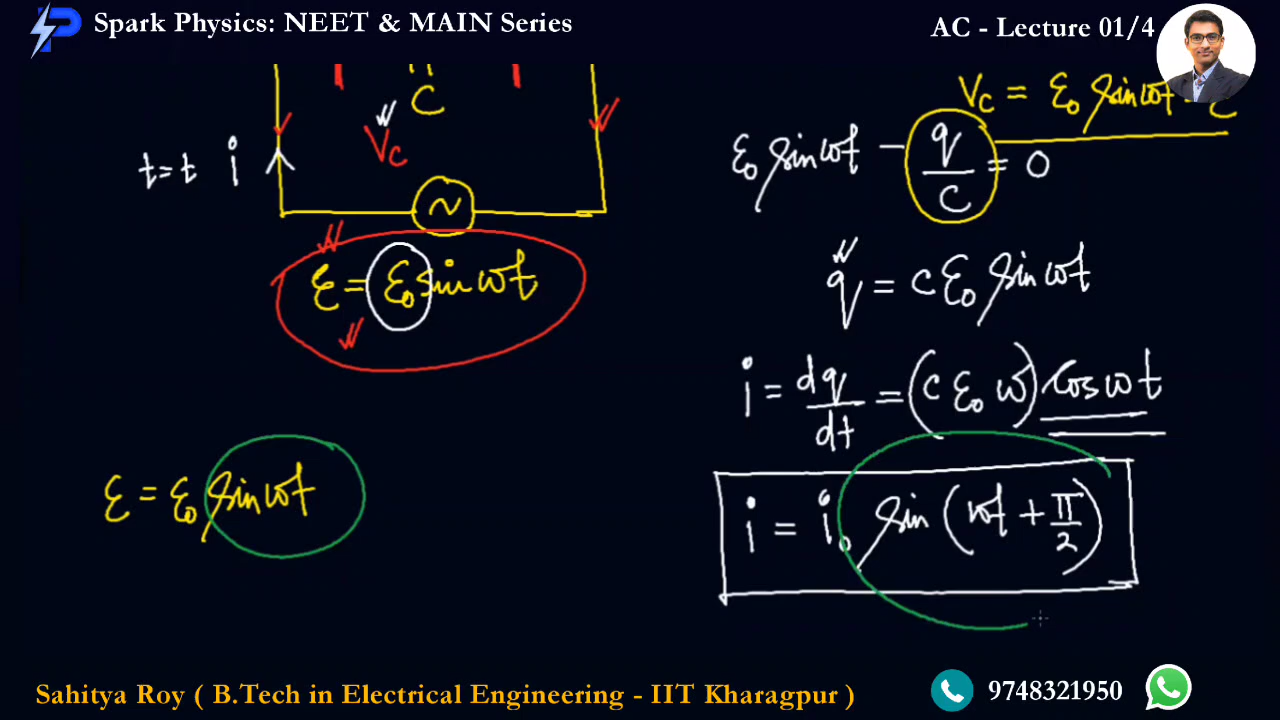 Spark Physics: NEET & MAIN Series
AC - Lecture 01/4
C
V_C
t=t i
~
ε = ε₀ sin ωt
ε = ε₀ sin ωt
V_C = ε₀ sin ωt
ε₀ sin ωt - q/C = 0
q = cε₀ sin ωt
i = dq/dt = (c ε₀ ω) cos ωt
i = i₀ sin (ωt + π/2)
Sahitya Roy ( B.Tech in Electrical Engineering - IIT Kharagpur )
9748321950